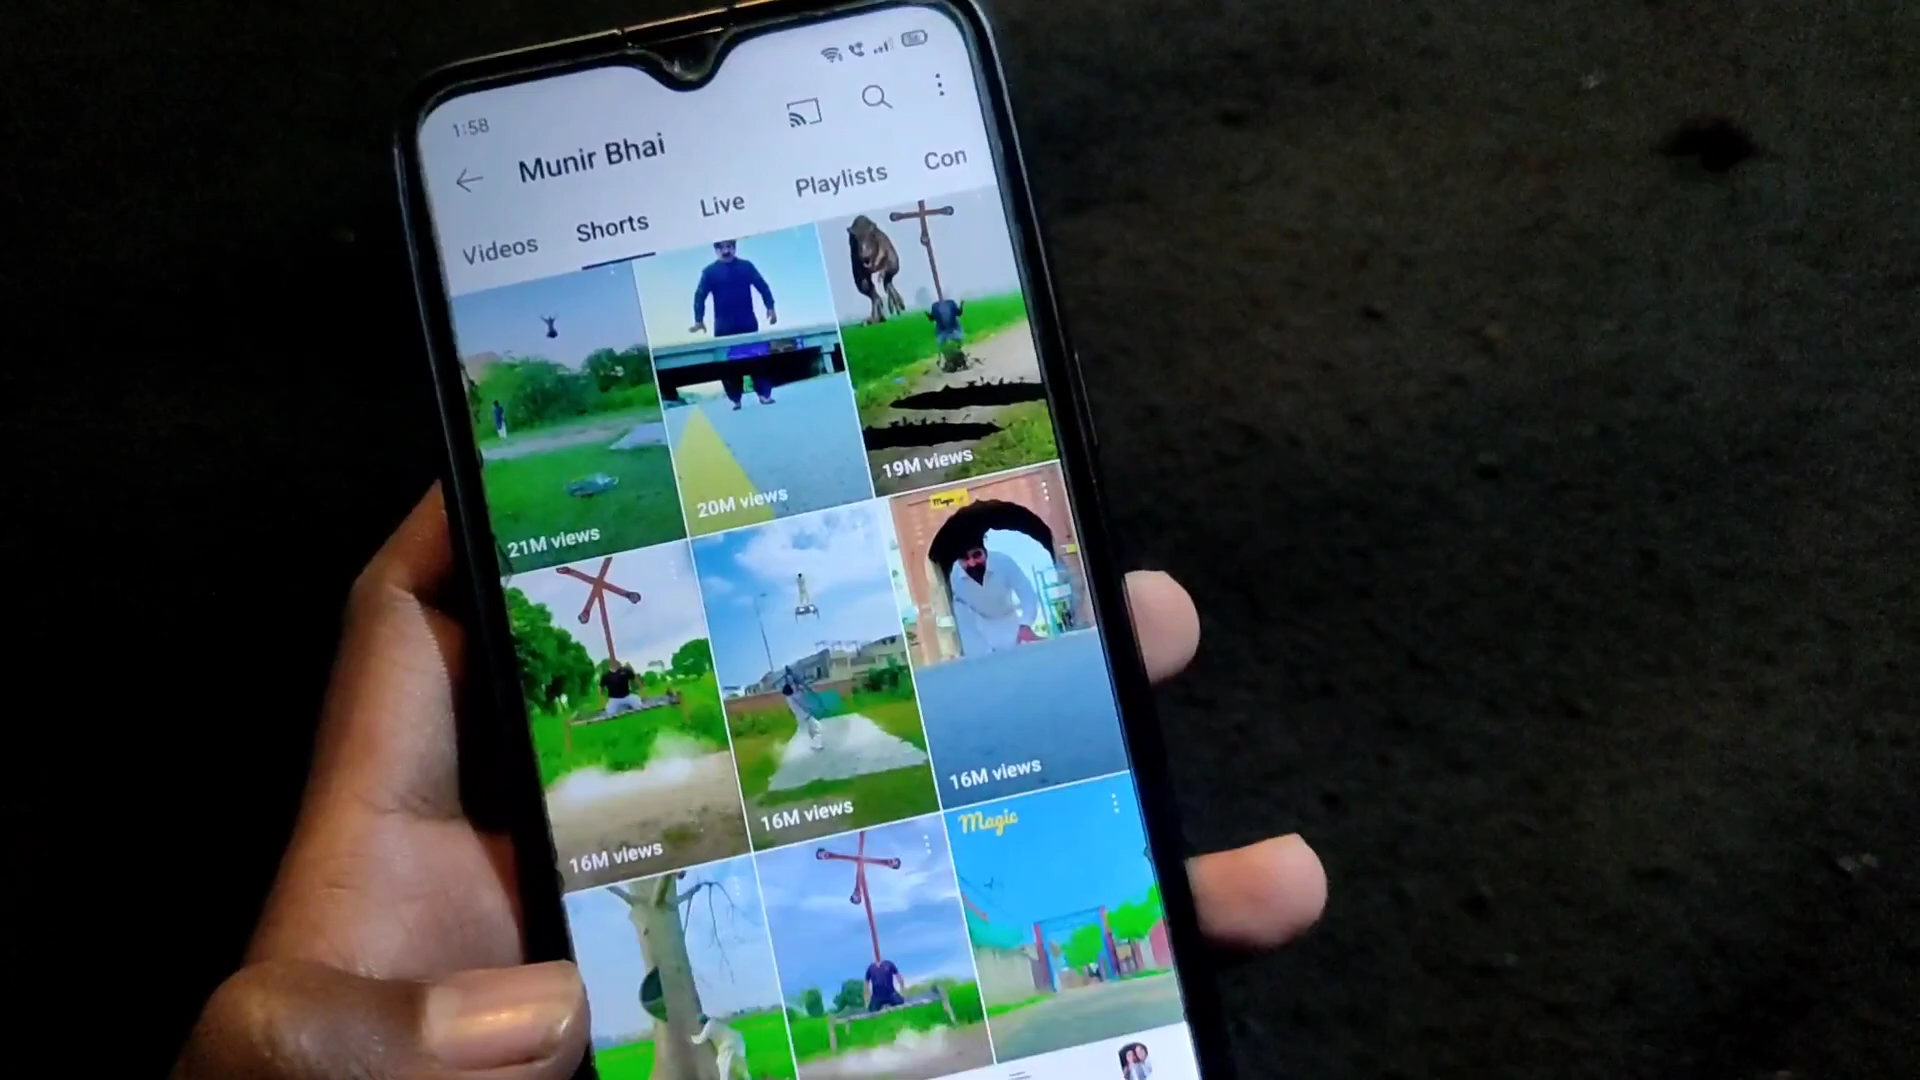 1:58
Munir Bhai
Videos
Shorts
Live
Playlists
Con
21M views
20M views
19M views
16M views
16M views
Magic
16M views
Magic